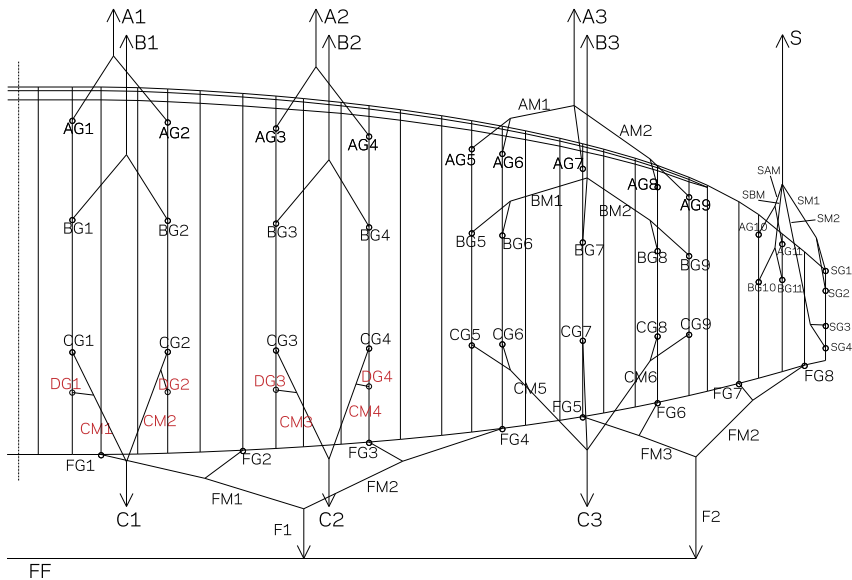 A1 A2 A3
B1 B2 B3 S
AM1
AM2
AG1 AG2 AG3 AG4 AG5 AG6 AG7 AG8 AG9
SAM
SBM SM1
SM2
BM1 BM2
AG10 AG11
BG1 BG2 BG3 BG4 BG5 BG6 BG7 BG8 BG9
BG10 BG11
SG1
SG2
SG3
SG4
CG1 CG2 CG3 CG4 CG5 CG6 CG7 CG8 CG9
DG1 DG2 DG3 DG4
CM1 CM2 CM3 CM4 CM5 CM6
FG1 FG2 FG3 FG4 FG5 FG6 FG7 FG8
FM1 FM2 FM3 FM2
C1 C2 C3
F1 F2
FF